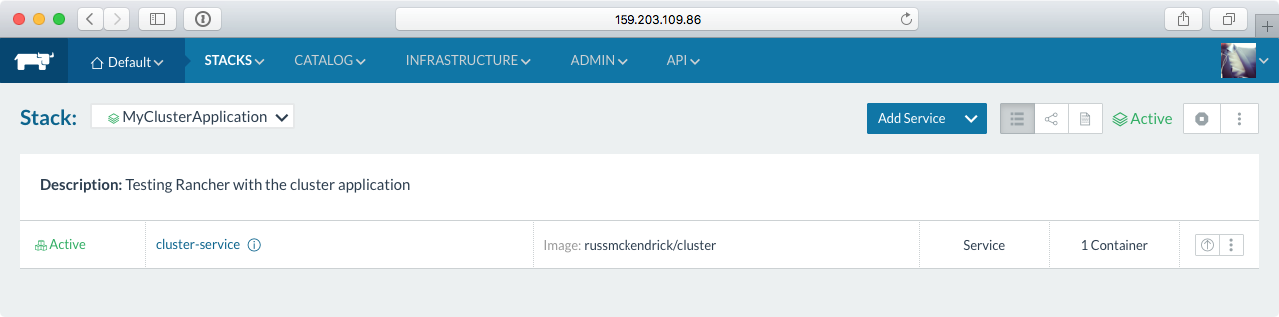 159.203.109.86
Default STACKS CATALOG INFRASTRUCTURE ADMIN API
Stack: MyClusterApplication Add Service Active
Description: Testing Rancher with the cluster application
Active cluster-service Image: russmckendrick/cluster Service 1 Container